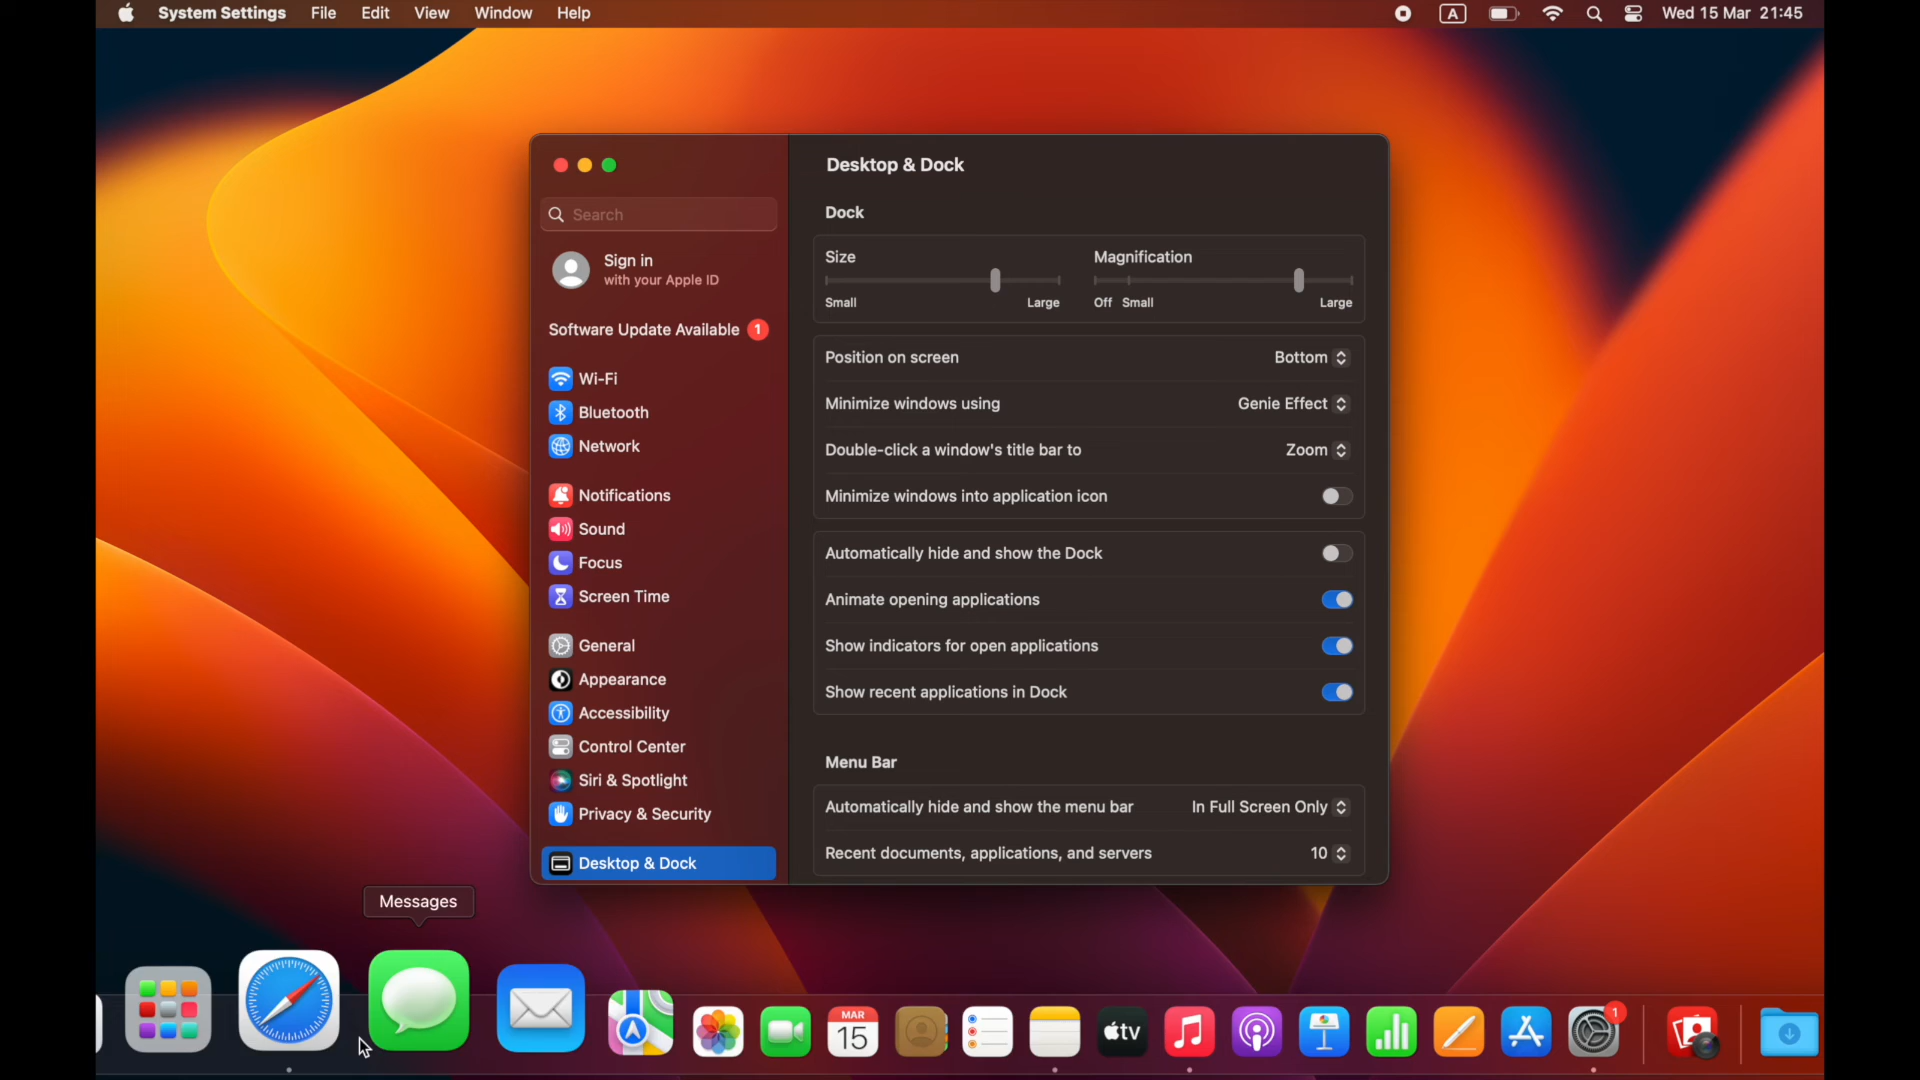 System Settings File Edit View Window Help A Wed 15 Mar 21:45
Search
Sign in
with your Apple ID
Software Update Available 1
Wi-Fi
Bluetooth
Network
Notifications
Sound
Focus
Screen Time
General
Appearance
Accessibility
Control Center
Siri & Spotlight
Privacy & Security
Desktop & Dock
Desktop & Dock
Dock
Size
Small Large
Magnification
Off Small Large
Position on screen Bottom
Minimize windows using Genie Effect
Double-click a window's title bar to Zoom
Minimize windows into application icon
Automatically hide and show the Dock
Animate opening applications
Show indicators for open applications
Show recent applications in Dock
Menu Bar
Automatically hide and show the menu bar In Full Screen Only
Recent documents, applications, and servers 10
Messages
MAR
15
tv
1